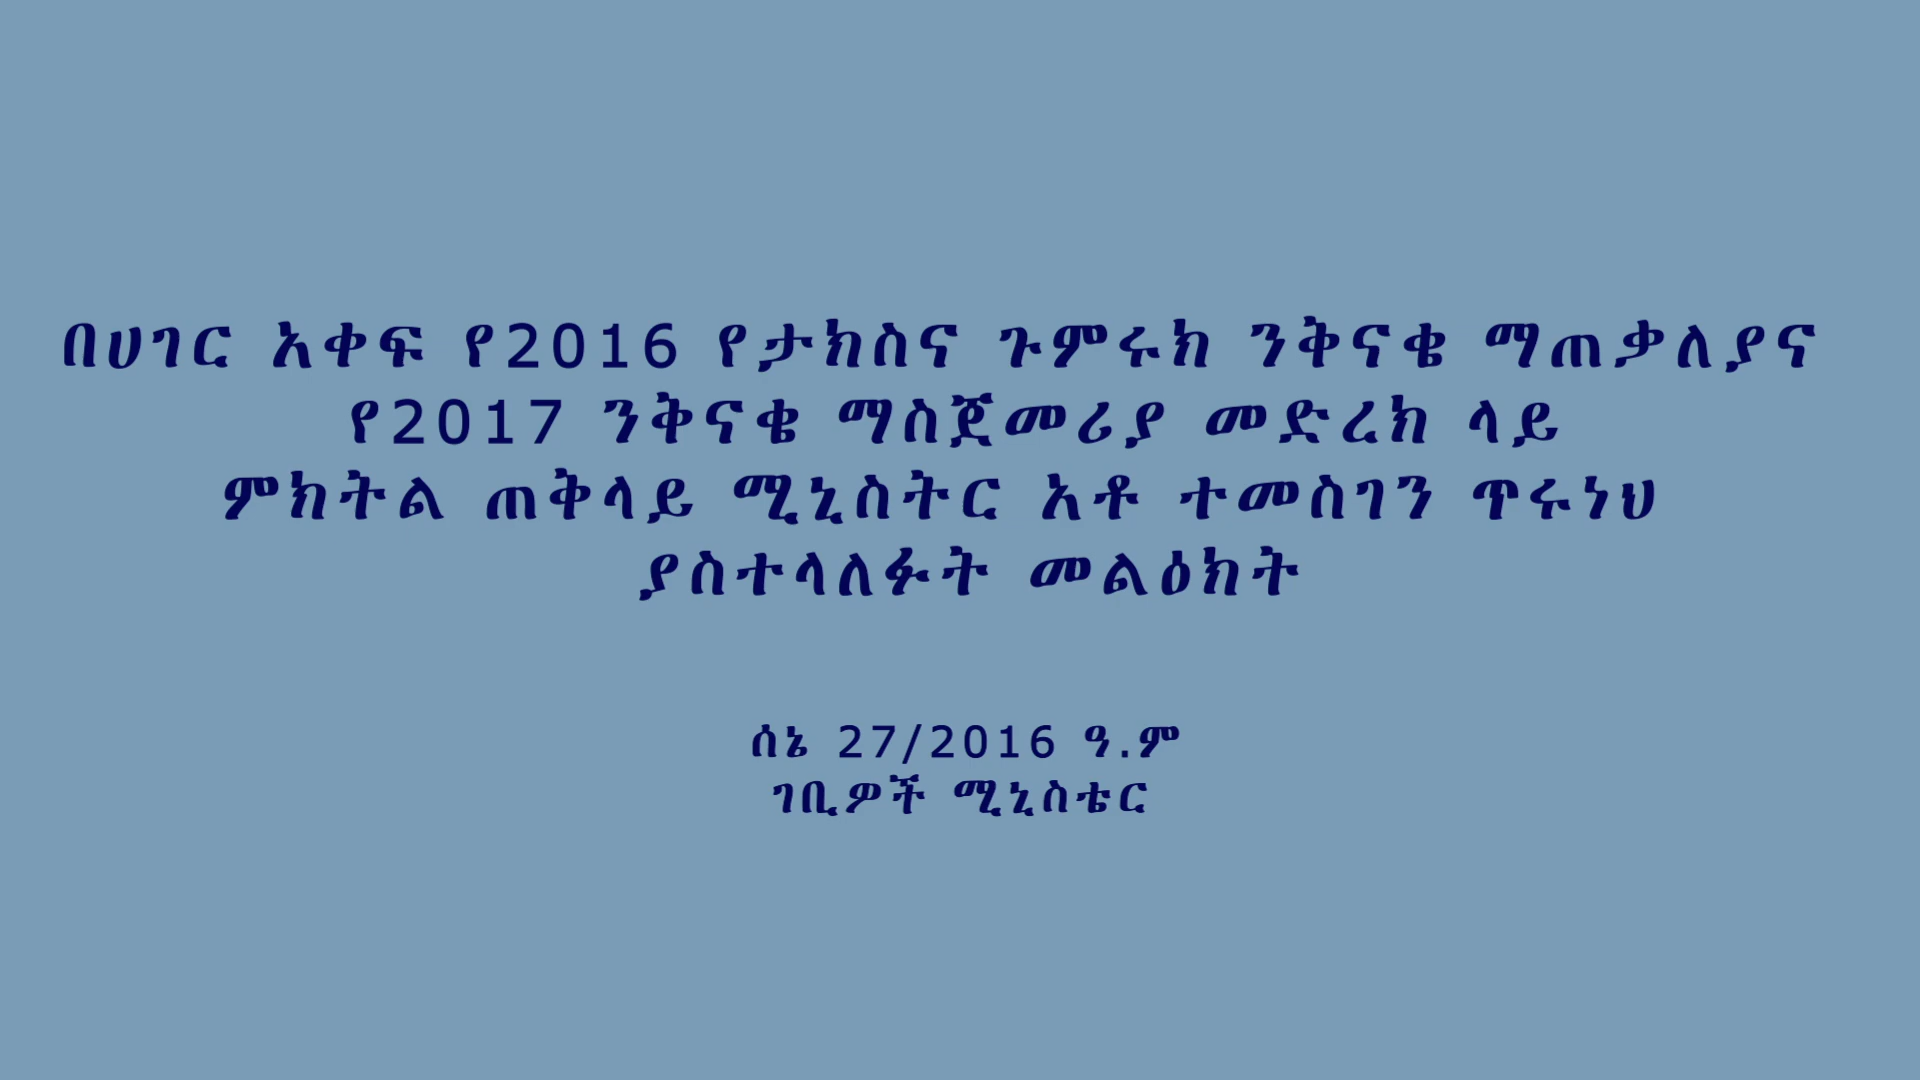 በሀገር አቀፍ የ2016 የታክስና ጉምሩክ ንቅናቄ ማጠቃለያና
የ2017 ንቅናቄ ማስጀመሪያ መድረክ ላይ
ምክትል ጠቅላይ ሚኒስትር አቶ ተመስገን ጥሩነህ
ያስተላለፉት መልዕክት
ሰኔ 27/2016 ዓ.ም
ገቢዎች ሚኒስቴር